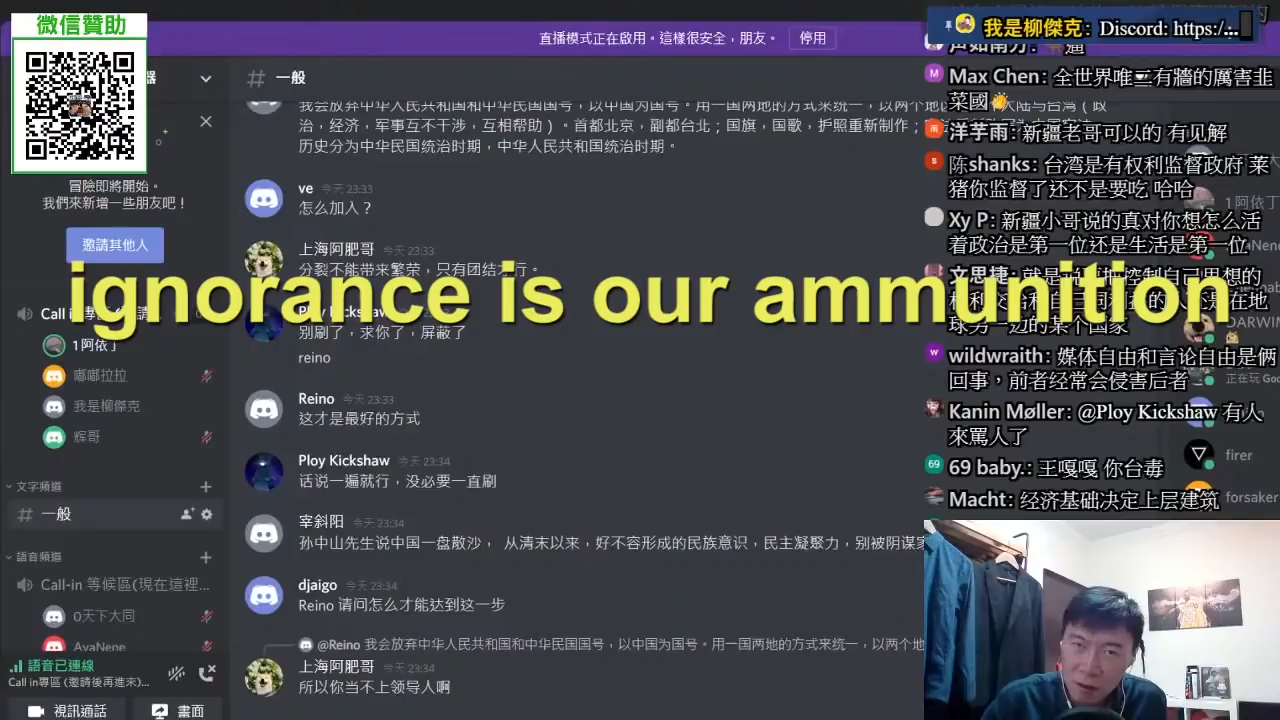 微信贊助
直播模式正在啟用。這樣很安全，朋友。
停用
器
冒險即將開始。
我們來新增一些朋友吧！
邀請其他人
1阿依丁
嘟嘟拉拉
我是柳傑克
辉哥
文字頻道
一般
語音頻道
Call-in 等候區(現在這裡...
0天下大同
AvaNene
語音已連線
Call in專區 (邀請後再進來)...
視訊通話
畫面
# 一般
我会放弃中华人民共和国和中华民国国号，以中国为国号。用一国两地的方式来统一，以两个地
治，经济，军事互不干涉，互相帮助）。首都北京，副都台北；国旗，国歌，护照重新制作；
历史分为中华民国统治时期，中华人民共和国统治时期。
ve 今天 23:33
怎么加入？
上海阿肥哥 今天 23:33
分裂不能带来繁荣，只有团结才行。
ignorance is our ammunition
别刷了，求你了，屏蔽了
reino
Reino 今天 23:33
这才是最好的方式
Ploy Kickshaw 今天 23:34
话说一遍就行，没必要一直刷
宰斜阳 今天 23:34
孙中山先生说中国一盘散沙， 从清末以来，好不容形成的民族意识，民主凝聚力，别被阴谋家
djaigo 今天 23:34
Reino 请问怎么才能达到这一步
@Reino 我会放弃中华人民共和国和中华民国国号，以中国为国号。用一国两地的方式来统一，以两个地
上海阿肥哥 今天 23:34
所以你当不上领导人啊
我是柳傑克: Discord: https:/...
Max Chen: 全世界唯二有牆的厲害韭
菜國
洋芋雨: 新疆老哥可以的 有见解
陈shanks: 台湾是有权利监督政府 莱
猪你监督了还不是要吃 哈哈
Xy P: 新疆小哥说的真对你想怎么活
着政治是第一位还是生活是第一位
文思捷:
球另一边的某个国家
wildwraith: 媒体自由和言论自由是俩
回事，前者经常会侵害后者
Kanin Møller: @Ploy Kickshaw 有人
來罵人了
69 baby.: 王嘎嘎 你台毒
Macht: 经济基础决定上层建筑
DARWIN
firer
forsaken